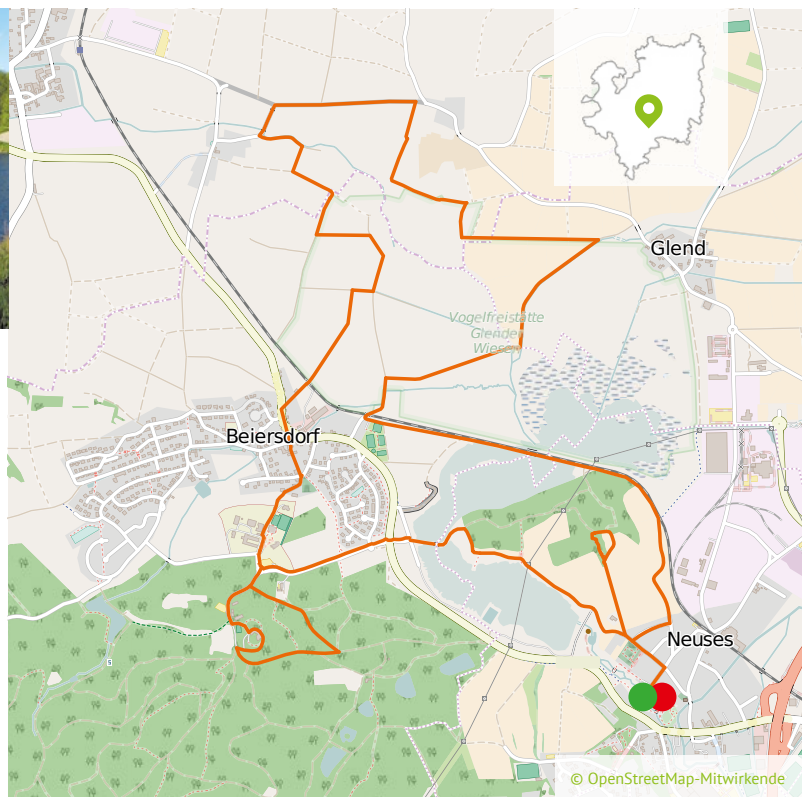 Glend
Vogelfreistätte
Glender
Wiesen
Beiersdorf
Neuses
© OpenStreetMap-Mitwirkende